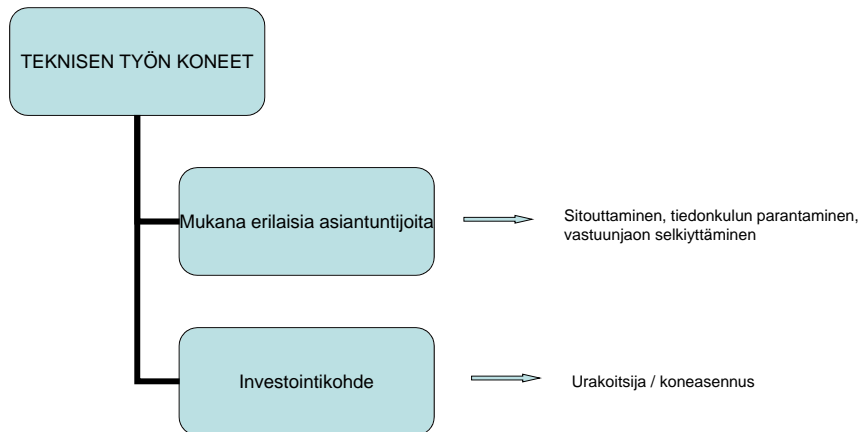 TEKNISEN TYÖN KONEET
Mukana erilaisia asiantuntijoita
Sitouttaminen, tiedonkulun parantaminen,
vastuunjaon selkiyttäminen
Investointikohde
Urakoitsija / koneasennus